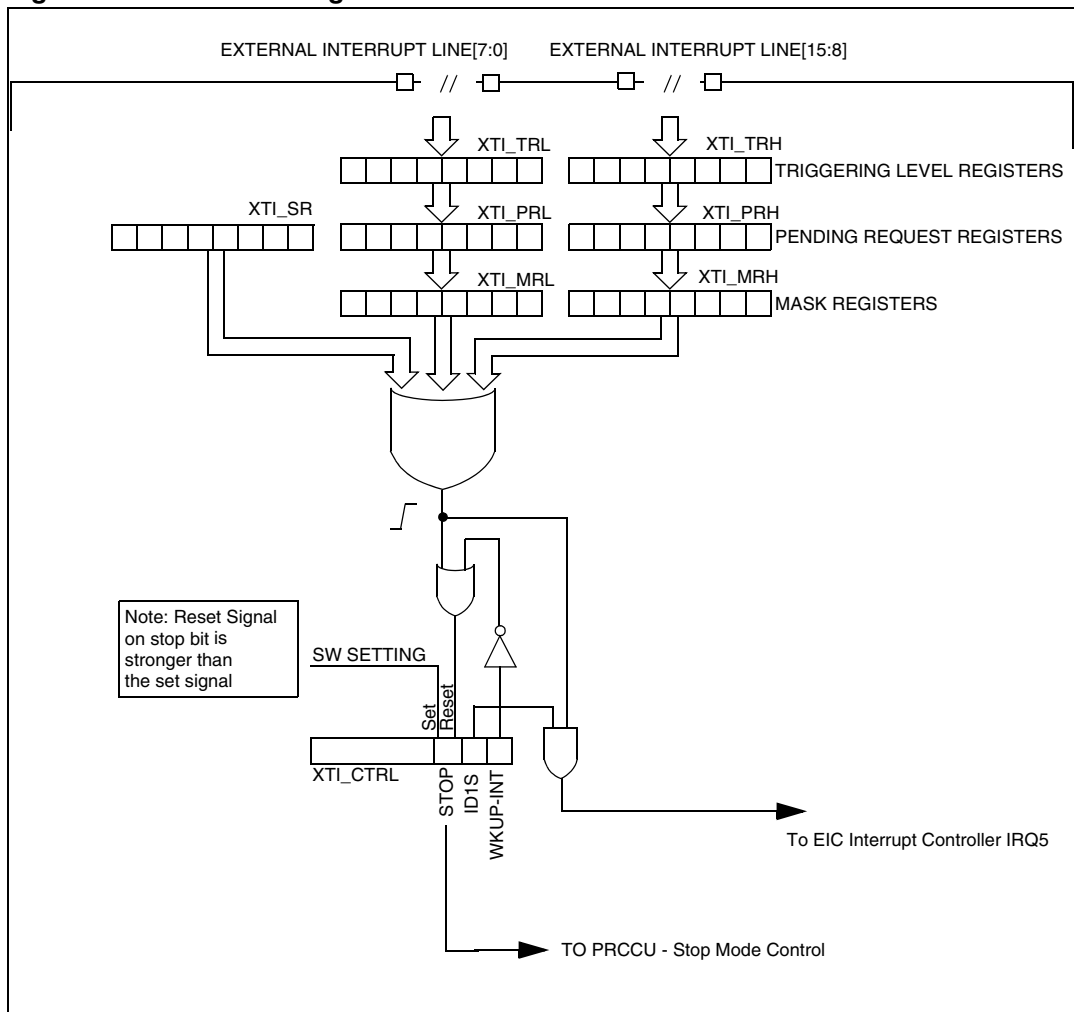 EXTERNAL INTERRUPT LINE[7:0] EXTERNAL INTERRUPT LINE[15:8]
//
//
XTI_TRL
XTI_TRH
TRIGGERING LEVEL REGISTERS
XTI_SR
XTI_PRL
XTI_PRH
PENDING REQUEST REGISTERS
XTI_MRL
XTI_MRH
MASK REGISTERS
Note: Reset Signal
on stop bit is
stronger than
the set signal
SW SETTING
Set
Reset
XTI_CTRL
STOP
ID1S
WKUP-INT
To EIC Interrupt Controller IRQ5
TO PRCCU - Stop Mode Control